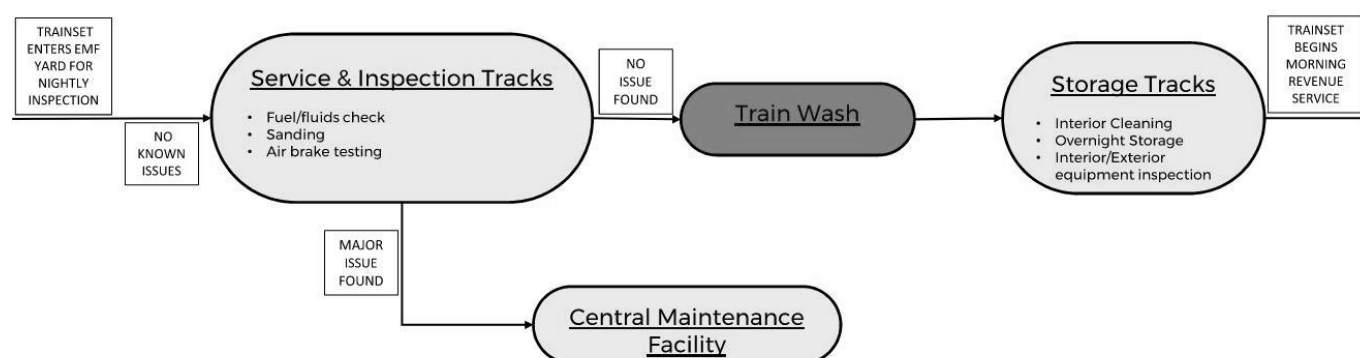 TRAINSET
ENTERS EMF
YARD FOR
NIGHTLY
INSPECTION
NO
KNOWN
ISSUES
Service & Inspection Tracks
• Fuel/fluids check
• Sanding
• Air brake testing
NO
ISSUE
FOUND
Train Wash
Storage Tracks
• Interior Cleaning
• Overnight Storage
• Interior/Exterior
equipment inspection
TRAINSET
BEGINS
MORNING
REVENUE
SERVICE
MAJOR
ISSUE
FOUND
Central Maintenance
Facility